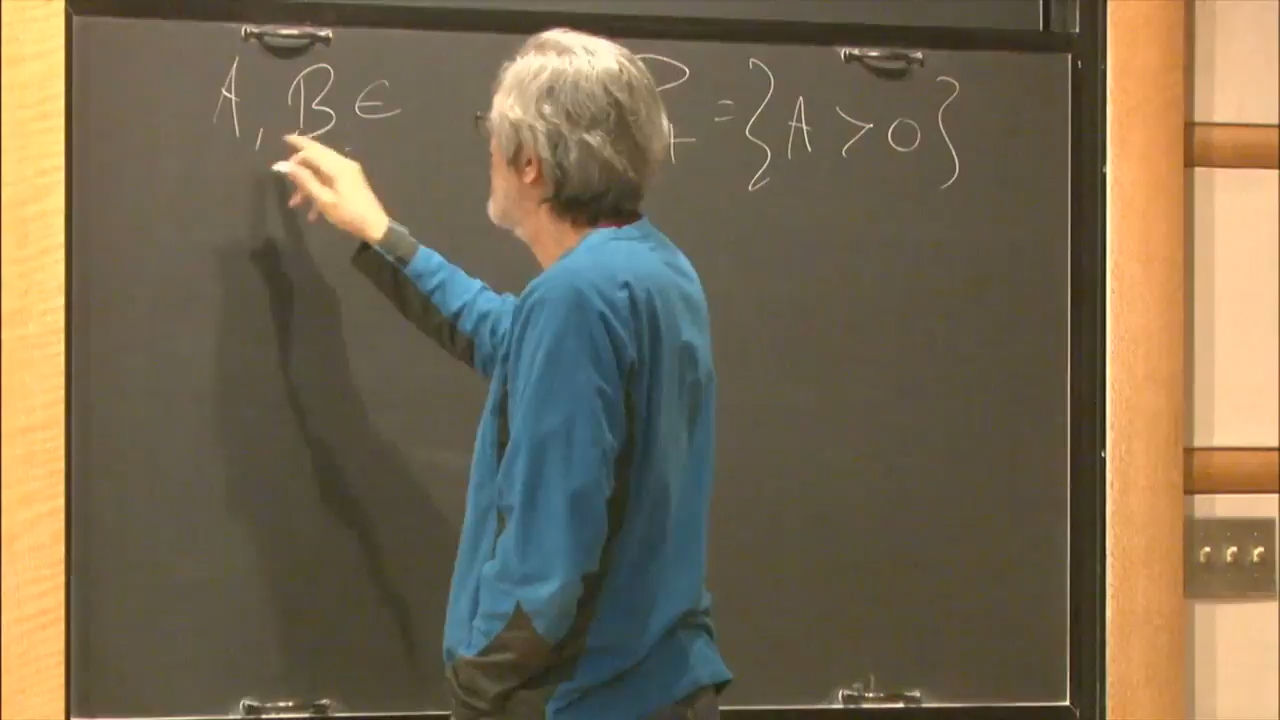 A, B ∈ P₊ = {A > 0}